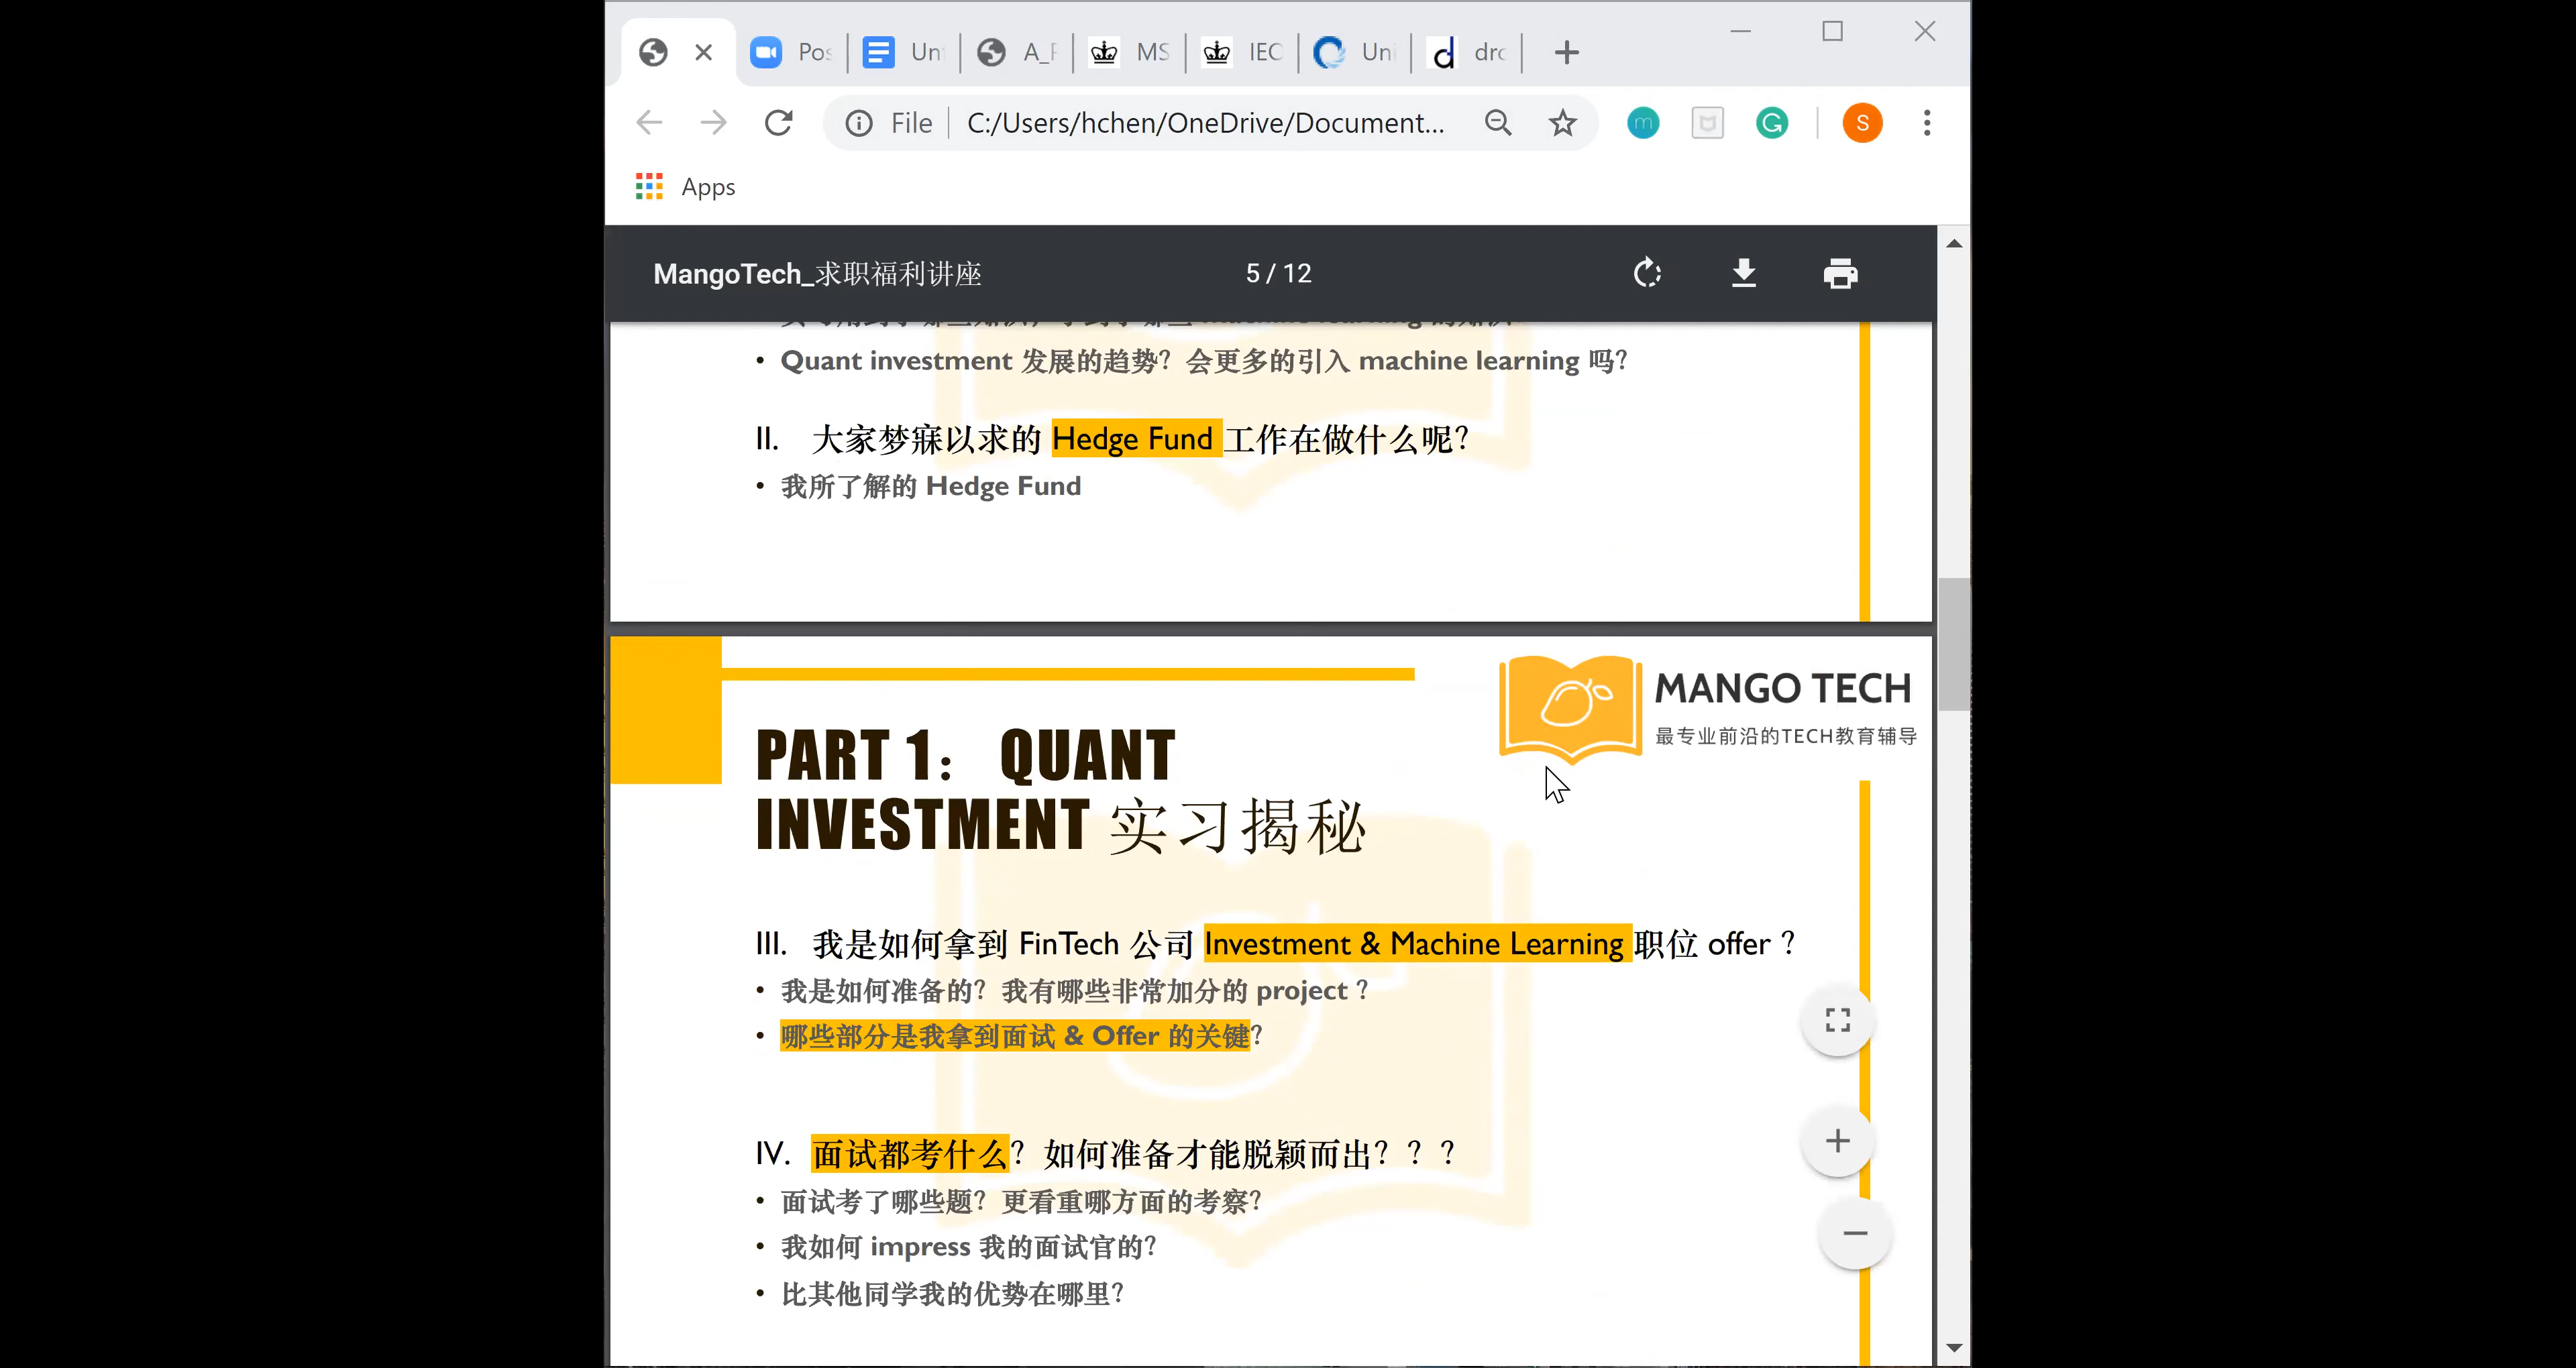 Pos
Un
A_F
MS
IEC
Uni
dro
File
C:/Users/hchen/OneDrive/Document...
m
G
S
Apps
MangoTech_求职福利讲座
5 / 12
• Quant investment 发展的趋势？会更多的引入 machine learning 吗？
II. 大家梦寐以求的 Hedge Fund 工作在做什么呢？
• 我所了解的 Hedge Fund
MANGO TECH
最专业前沿的TECH教育辅导
PART 1： QUANT
INVESTMENT 实习揭秘
III. 我是如何拿到 FinTech 公司 Investment & Machine Learning 职位 offer ？
• 我是如何准备的？我有哪些非常加分的 project ？
• 哪些部分是我拿到面试 & Offer 的关键？
IV. 面试都考什么？如何准备才能脱颖而出？？？
• 面试考了哪些题？更看重哪方面的考察？
• 我如何 impress 我的面试官的？
• 比其他同学我的优势在哪里？